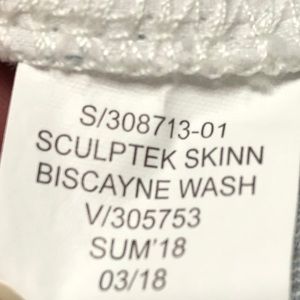 S/308713-01
SCULPTEK SKINN
BISCAYNE WASH
V/305753
SUM'18
03/18